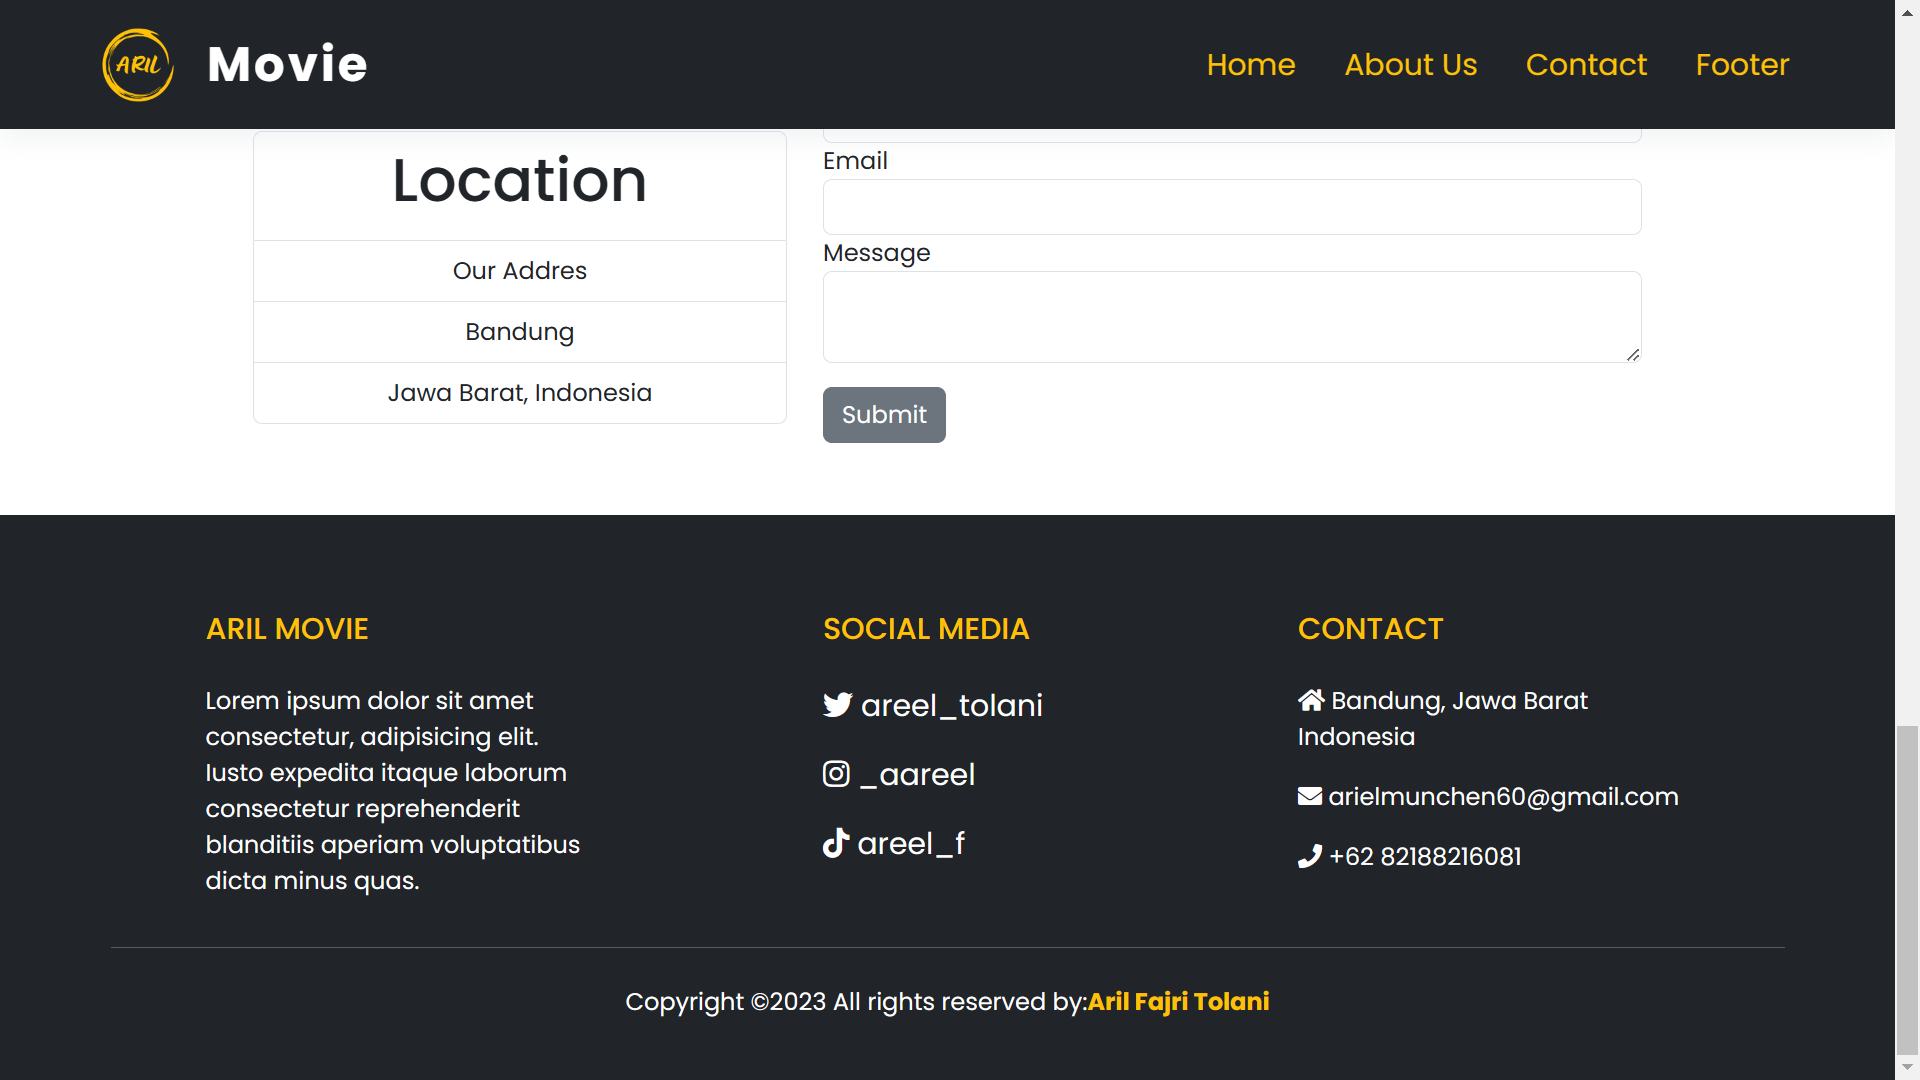 ARIL
Movie
Home
About Us
Contact
Footer
Location
Our Addres
Bandung
Jawa Barat, Indonesia
Email
Message
Submit
ARIL MOVIE
Lorem ipsum dolor sit amet
consectetur, adipisicing elit.
Iusto expedita itaque laborum
consectetur reprehenderit
blanditiis aperiam voluptatibus
dicta minus quas.
SOCIAL MEDIA
areel_tolani
_aareel
areel_f
CONTACT
Bandung, Jawa Barat
Indonesia
arielmunchen60@gmail.com
+62 82188216081
Copyright ©2023 All rights reserved by:Aril Fajri Tolani